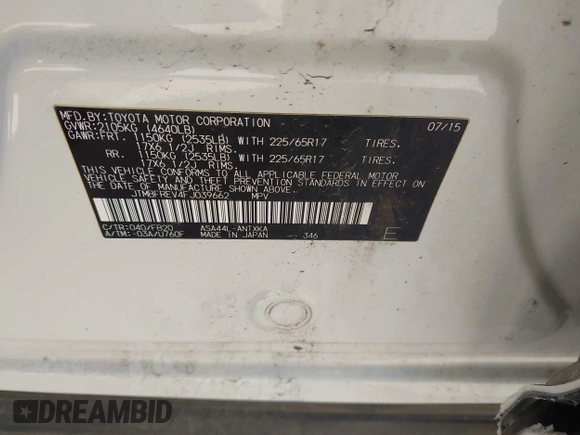 MFD.BY:TOYOTA MOTOR CORPORATION 07/15
GVWR:2105KG (4640LB)
GAWR:FRT. 1150KG (2535LB) WITH 225/65R17 TIRES.
17X6 1/2J RIMS.
RR. 1150KG (2535LB) WITH 225/65R17 TIRES.
17X6 1/2J RIMS.
THIS VEHICLE CONFORMS TO ALL APPLICABLE FEDERAL MOTOR
VEHICLE SAFETY AND THEFT PREVENTION STANDARDS IN EFFECT
ON THE DATE OF MANUFACTURE SHOWN ABOVE.
JTMBFREV4FJ039662 MPV
C/TR:040/FB20 ASA44L-ANTXKA
A/TM:-03A/U760F MADE IN JAPAN 346 E
DREAMBID